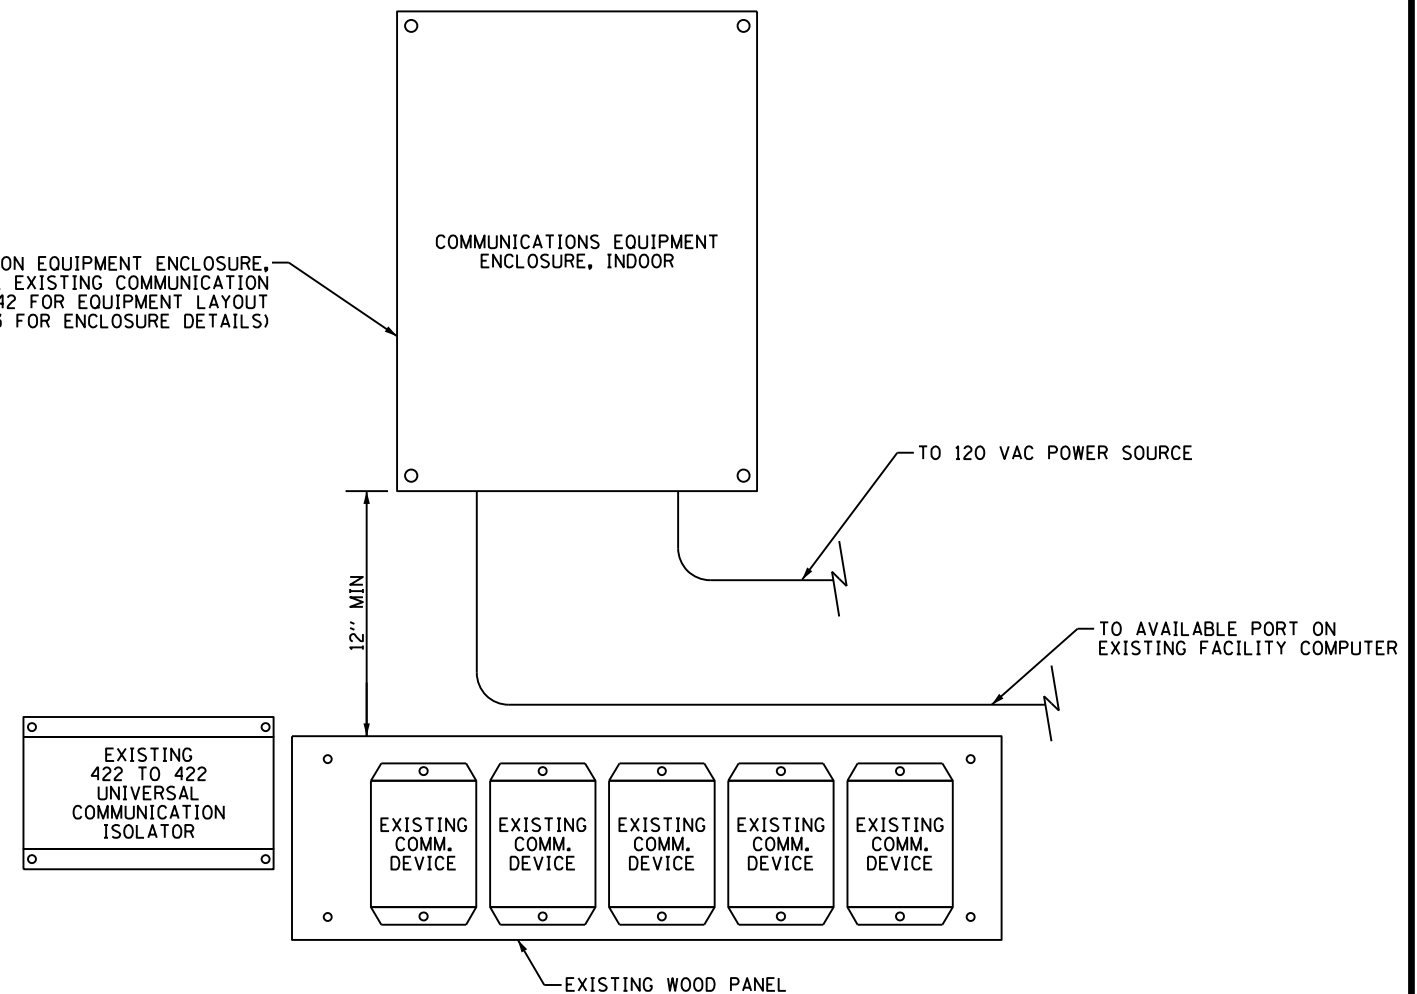 COMMUNICATIONS EQUIPMENT
ENCLOSURE, INDOOR
ON EQUIPMENT ENCLOSURE,
EXISTING COMMUNICATION
42 FOR EQUIPMENT LAYOUT
FOR ENCLOSURE DETAILS)
TO 120 VAC POWER SOURCE
12" MIN
TO AVAILABLE PORT ON
EXISTING FACILITY COMPUTER
EXISTING
422 TO 422
UNIVERSAL
COMMUNICATION
ISOLATOR
EXISTING
COMM.
DEVICE
EXISTING
COMM.
DEVICE
EXISTING
COMM.
DEVICE
EXISTING
COMM.
DEVICE
EXISTING
COMM.
DEVICE
EXISTING WOOD PANEL